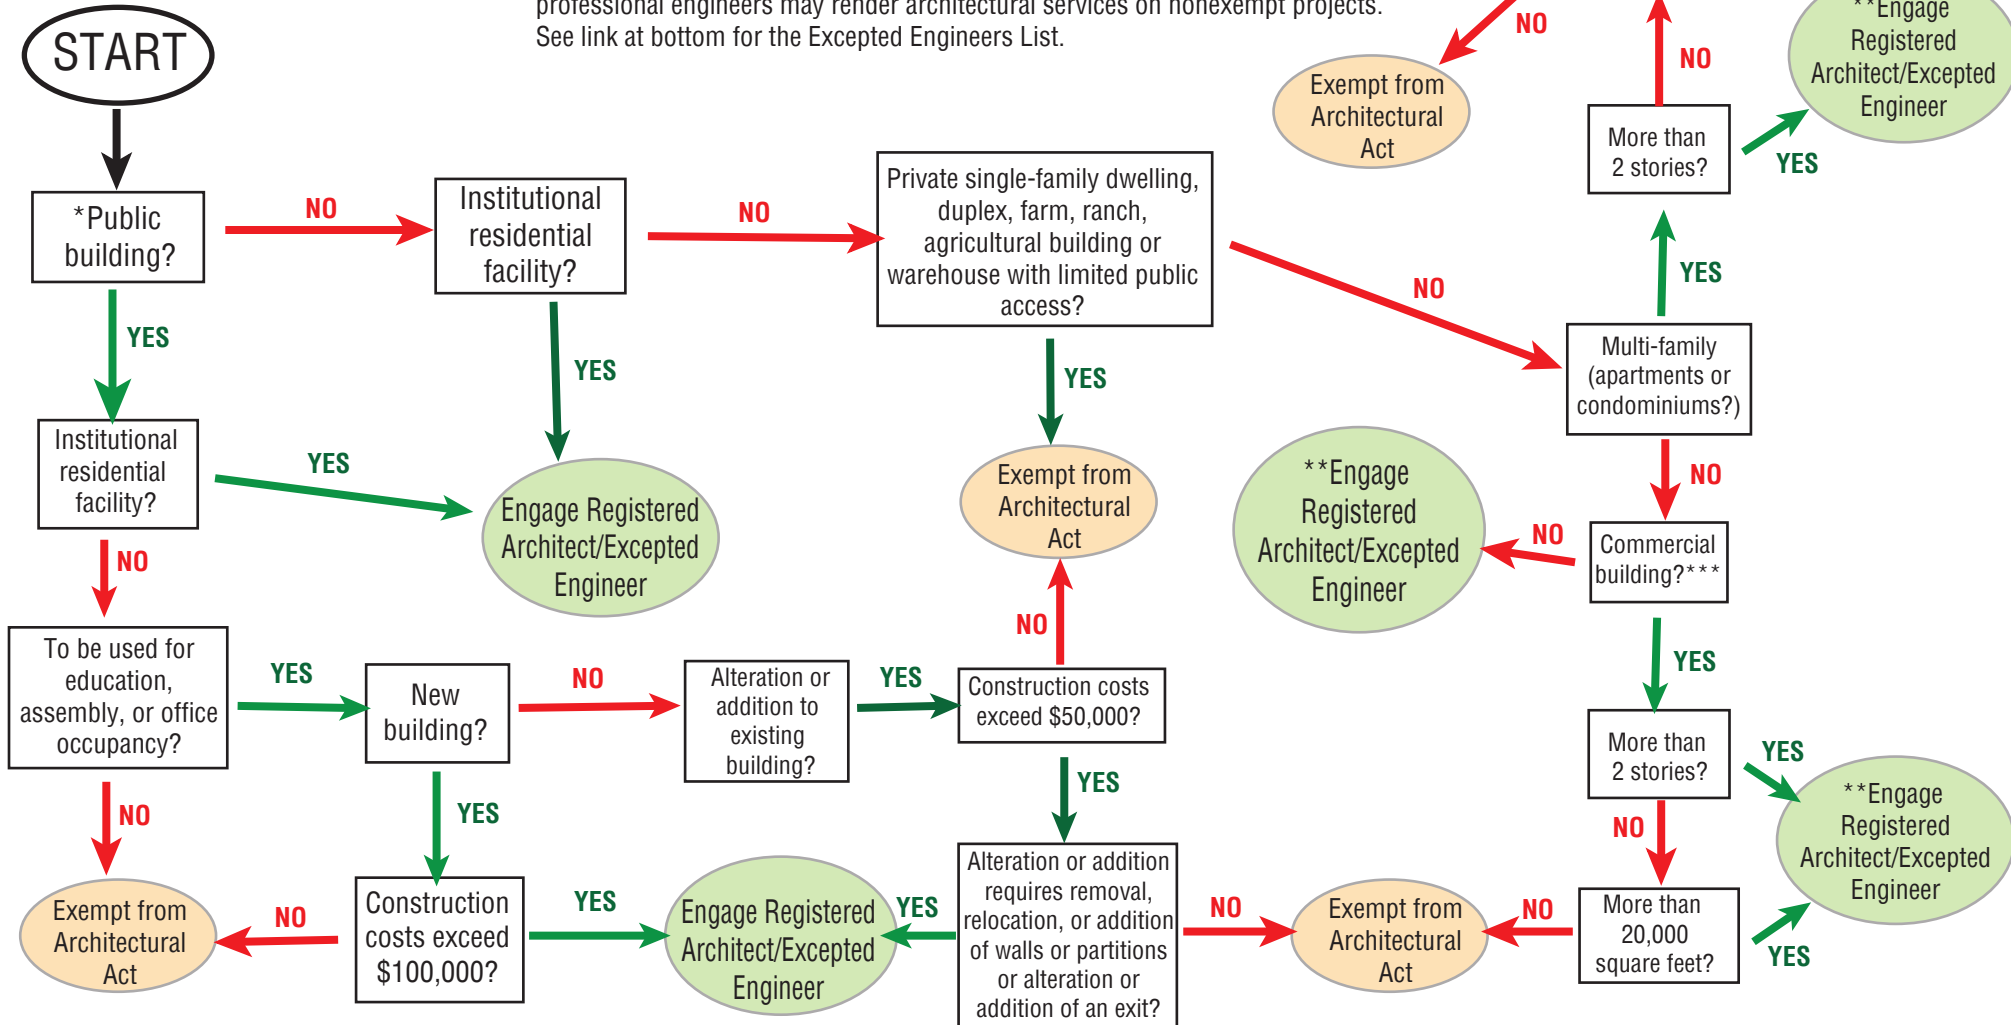 professional engineers may render architectural services on nonexempt projects.
See link at bottom for the Excepted Engineers List.
START
NO
Exempt from
Architectural
Act
NO
**Engage
Registered
Architect/Excepted
Engineer
More than
2 stories?
YES
*Public
building?
NO
Institutional
residential
facility?
NO
Private single-family dwelling,
duplex, farm, ranch,
agricultural building or
warehouse with limited public
access?
NO
YES
Multi-family
(apartments or
condominiums?)
YES
YES
YES
Institutional
residential
facility?
YES
Engage Registered
Architect/Excepted
Engineer
Exempt from
Architectural
Act
**Engage
Registered
Architect/Excepted
Engineer
NO
NO
Commercial
building?***
NO
To be used for
education,
assembly, or office
occupancy?
YES
New
building?
NO
Alteration or
addition to
existing
building?
YES
Construction costs
exceed $50,000?
NO
YES
More than
2 stories?
YES
**Engage
Registered
Architect/Excepted
Engineer
NO
YES
YES
NO
Exempt from
Architectural
Act
NO
Construction
costs exceed
$100,000?
YES
Engage Registered
Architect/Excepted
Engineer
YES
Alteration or addition
requires removal,
relocation, or addition
of walls or partitions
or alteration or
addition of an exit?
NO
Exempt from
Architectural
Act
NO
More than
20,000
square feet?
YES